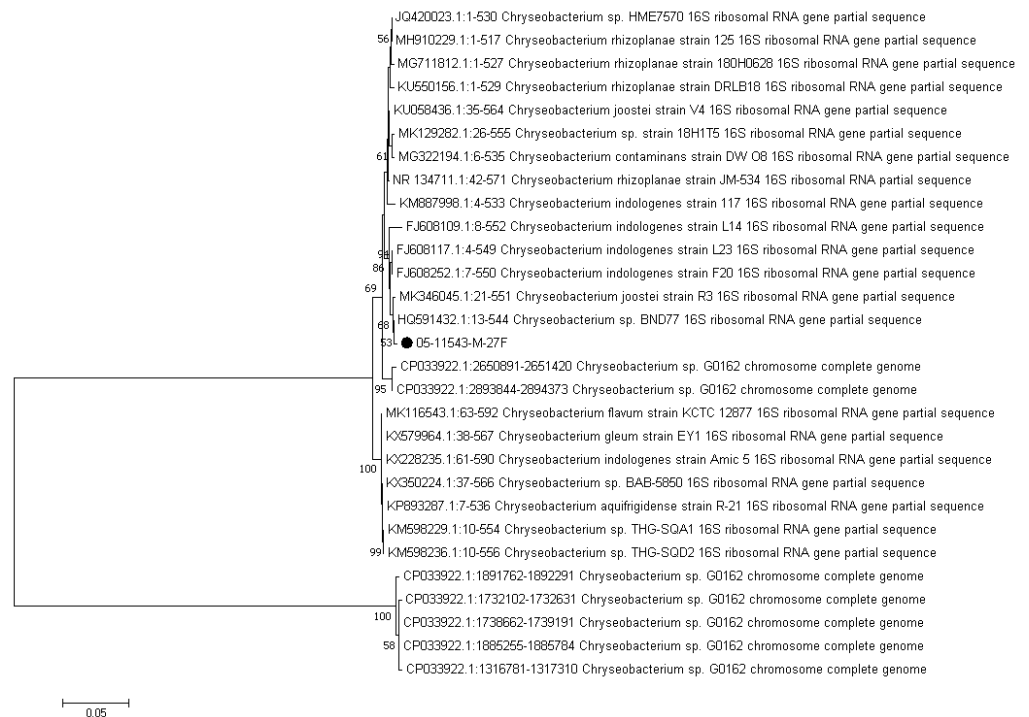 JQ420023.1:1-530 Chryseobacterium sp. HME7570 16S ribosomal RNA gene partial sequence
56
MH910229.1:1-517 Chryseobacterium rhizoplanae strain 125 16S ribosomal RNA gene partial sequence
MG711812.1:1-527 Chryseobacterium rhizoplanae strain 180H0628 16S ribosomal RNA gene partial sequence
KU550156.1:1-529 Chryseobacterium rhizoplanae strain DRLB18 16S ribosomal RNA gene partial sequence
KU058436.1:35-564 Chryseobacterium joostei strain V4 16S ribosomal RNA gene partial sequence
MK129282.1:26-555 Chryseobacterium sp. strain 18H1T5 16S ribosomal RNA gene partial sequence
61
MG322194.1:6-535 Chryseobacterium contaminans strain DW O8 16S ribosomal RNA gene partial sequence
NR 134711.1:42-571 Chryseobacterium rhizoplanae strain JM-534 16S ribosomal RNA gene partial sequence
KM887998.1:4-533 Chryseobacterium indologenes strain 117 16S ribosomal RNA gene partial sequence
FJ608109.1:8-552 Chryseobacterium indologenes strain L14 16S ribosomal RNA gene partial sequence
FJ608117.1:4-549 Chryseobacterium indologenes strain L23 16S ribosomal RNA gene partial sequence
86
FJ608252.1:7-550 Chryseobacterium indologenes strain F20 16S ribosomal RNA gene partial sequence
69
MK346045.1:21-551 Chryseobacterium joostei strain R3 16S ribosomal RNA gene partial sequence
HQ591432.1:13-544 Chryseobacterium sp. BND77 16S ribosomal RNA gene partial sequence
68
53
05-11543-M-27F
CP033922.1:2650891-2651420 Chryseobacterium sp. G0162 chromosome complete genome
95
CP033922.1:2893844-2894373 Chryseobacterium sp. G0162 chromosome complete genome
MK116543.1:63-592 Chryseobacterium flavum strain KCTC 12877 16S ribosomal RNA gene partial sequence
KX579964.1:38-567 Chryseobacterium gleum strain EY1 16S ribosomal RNA gene partial sequence
KX228235.1:61-590 Chryseobacterium indologenes strain Amic 5 16S ribosomal RNA gene partial sequence
100
KX350224.1:37-566 Chryseobacterium sp. BAB-5850 16S ribosomal RNA gene partial sequence
KP893287.1:7-536 Chryseobacterium aquifrigidense strain R-21 16S ribosomal RNA gene partial sequence
KM598229.1:10-554 Chryseobacterium sp. THG-SQA1 16S ribosomal RNA gene partial sequence
99
KM598236.1:10-556 Chryseobacterium sp. THG-SQD2 16S ribosomal RNA gene partial sequence
CP033922.1:1891762-1892291 Chryseobacterium sp. G0162 chromosome complete genome
CP033922.1:1732102-1732631 Chryseobacterium sp. G0162 chromosome complete genome
100
CP033922.1:1738662-1739191 Chryseobacterium sp. G0162 chromosome complete genome
58
CP033922.1:1885255-1885784 Chryseobacterium sp. G0162 chromosome complete genome
CP033922.1:1316781-1317310 Chryseobacterium sp. G0162 chromosome complete genome
0.05